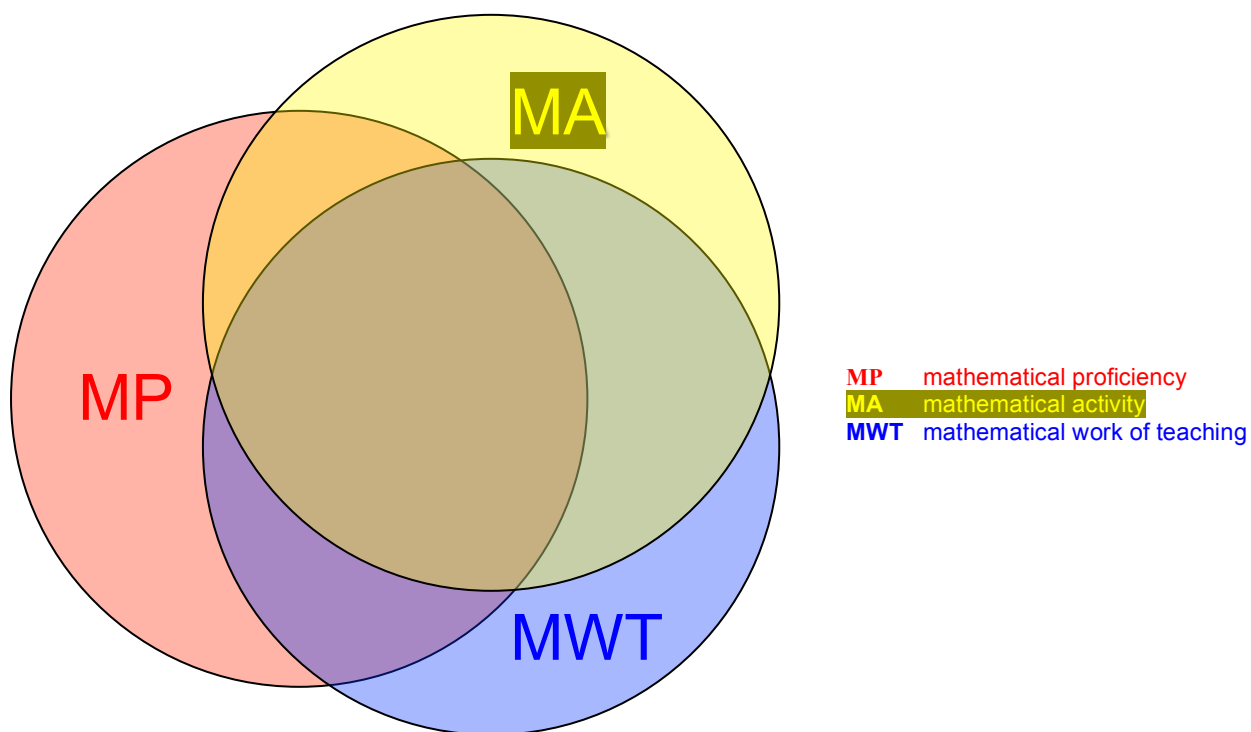 MA
MP
MWT
MP mathematical proficiency
MA mathematical activity
MWT mathematical work of teaching